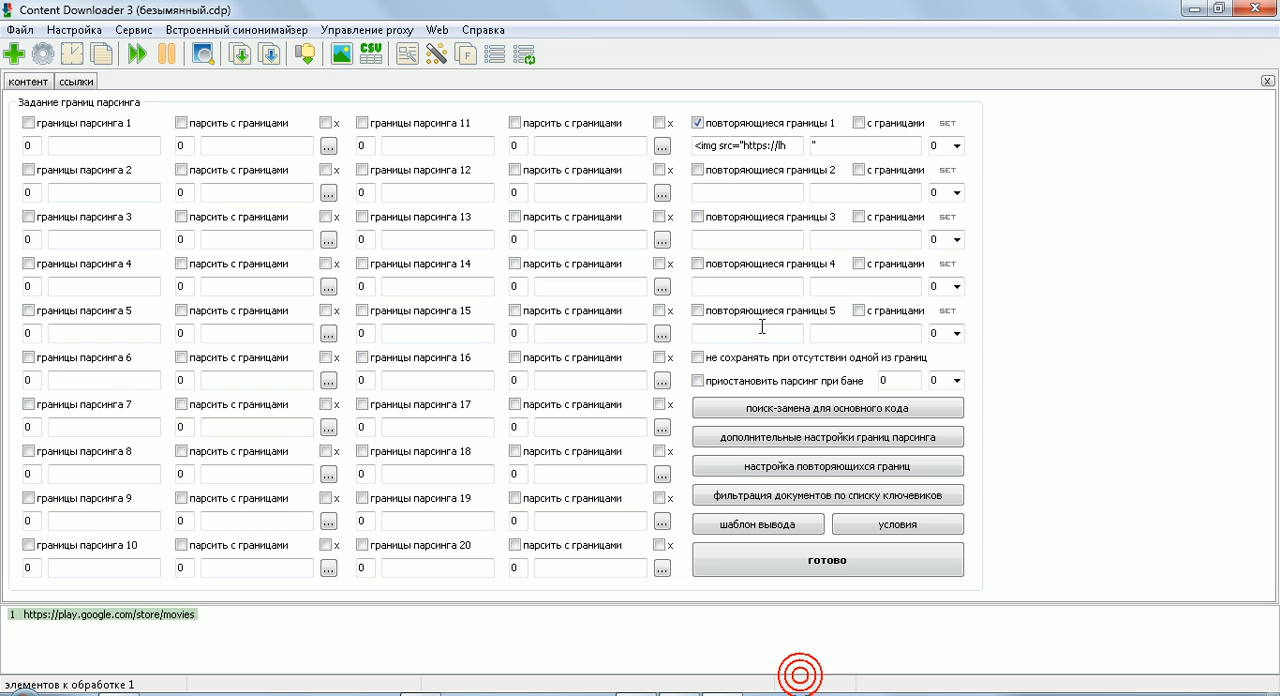 Content Downloader 3 (безымянный.cdp)
Файл Настройка Сервис Встроенный синонимайзер Управление proxy Web Справка
CSV F
контент ссылки x
Задание границ парсинга
границы парсинга 1 парсить с границами x границы парсинга 11 парсить с границами x повторяющиеся границы 1 с границами SET
0 0 ... 0 0 ... <img src="https://lh " 0
границы парсинга 2 парсить с границами x границы парсинга 12 парсить с границами x повторяющиеся границы 2 с границами SET
0 0 ... 0 0 ... 0
границы парсинга 3 парсить с границами x границы парсинга 13 парсить с границами x повторяющиеся границы 3 с границами SET
0 0 ... 0 0 ... 0
границы парсинга 4 парсить с границами x границы парсинга 14 парсить с границами x повторяющиеся границы 4 с границами SET
0 0 ... 0 0 ... 0
границы парсинга 5 парсить с границами x границы парсинга 15 парсить с границами x повторяющиеся границы 5 с границами SET
0 0 ... 0 0 ... 0
границы парсинга 6 парсить с границами x границы парсинга 16 парсить с границами x не сохранять при отсутствии одной из границ
0 0 ... 0 0 ... приостановить парсинг при бане 0 0
границы парсинга 7 парсить с границами x границы парсинга 17 парсить с границами x поиск-замена для основного кода
0 0 ... 0 0 ... дополнительные настройки границ парсинга
границы парсинга 8 парсить с границами x границы парсинга 18 парсить с границами x настройка повторяющихся границ
0 0 ... 0 0 ...
границы парсинга 9 парсить с границами x границы парсинга 19 парсить с границами x фильтрация документов по списку ключевиков
0 0 ... 0 0 ... шаблон вывода условия
границы парсинга 10 парсить с границами x границы парсинга 20 парсить с границами x готово
0 0 ... 0 0 ...
1 https://play.google.com/store/movies
элементов к обработке 1